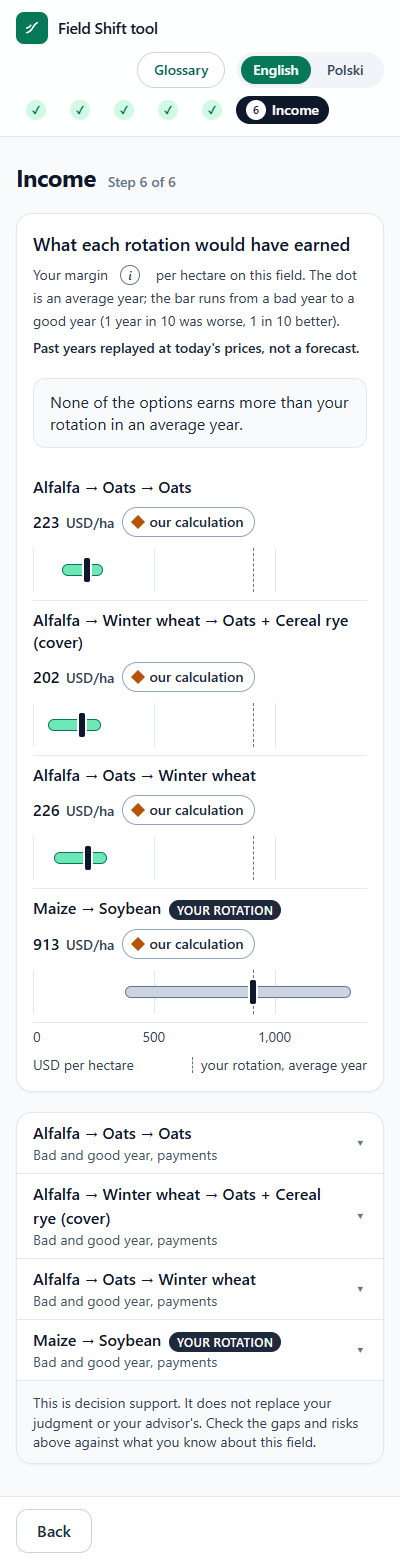 Field Shift tool
Glossary
English
Polski
✓ ✓ ✓ ✓ ✓ 6 Income
Income Step 6 of 6
What each rotation would have earned
Your margin i per hectare on this field. The dot
is an average year; the bar runs from a bad year to a
good year (1 year in 10 was worse, 1 in 10 better).
Past years replayed at today's prices, not a forecast.
None of the options earns more than your
rotation in an average year.
Alfalfa → Oats → Oats
223 USD/ha our calculation
Alfalfa → Winter wheat → Oats + Cereal rye
(cover)
202 USD/ha our calculation
Alfalfa → Oats → Winter wheat
226 USD/ha our calculation
Maize → Soybean YOUR ROTATION
913 USD/ha our calculation
0 500 1,000
USD per hectare your rotation, average year
Alfalfa → Oats → Oats
Bad and good year, payments
Alfalfa → Winter wheat → Oats + Cereal
rye (cover)
Bad and good year, payments
Alfalfa → Oats → Winter wheat
Bad and good year, payments
Maize → Soybean YOUR ROTATION
Bad and good year, payments
This is decision support. It does not replace your
judgment or your advisor's. Check the gaps and risks
above against what you know about this field.
Back